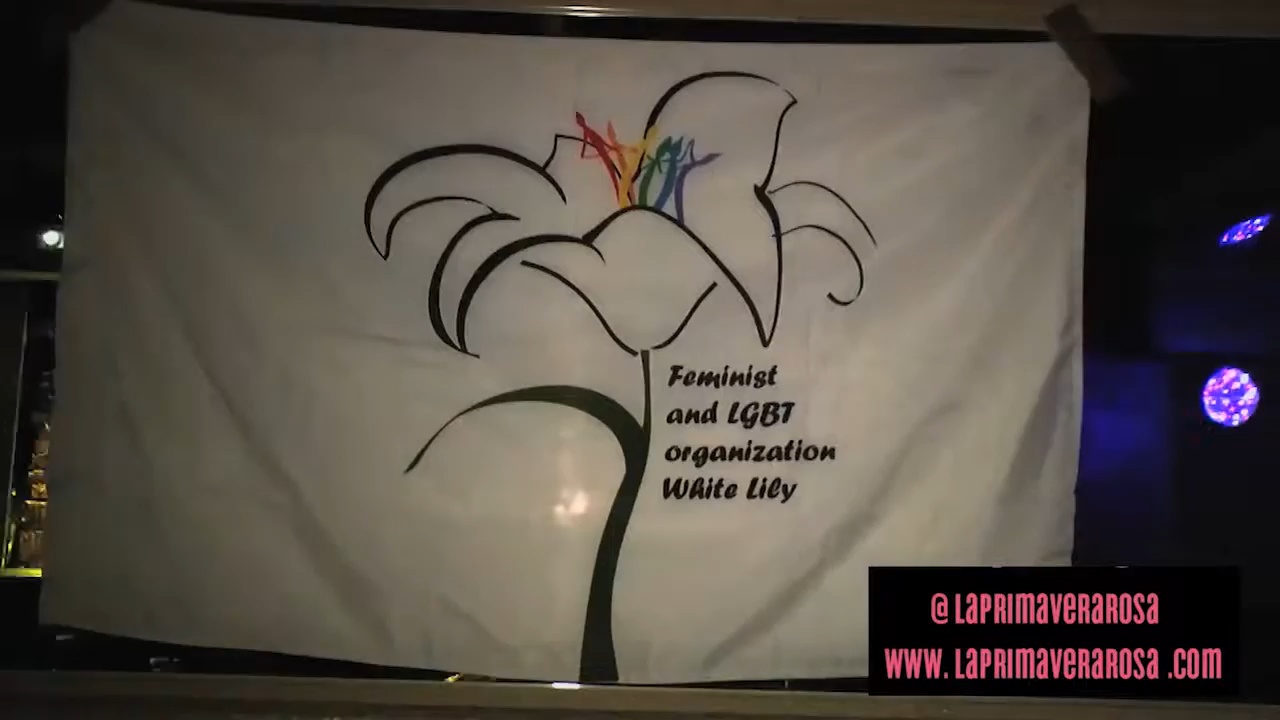 Feminist
and LGBT
organization
White Lily
@LAPRIMAVERAROSA
WWW.LAPRIMAVERAROSA.COM